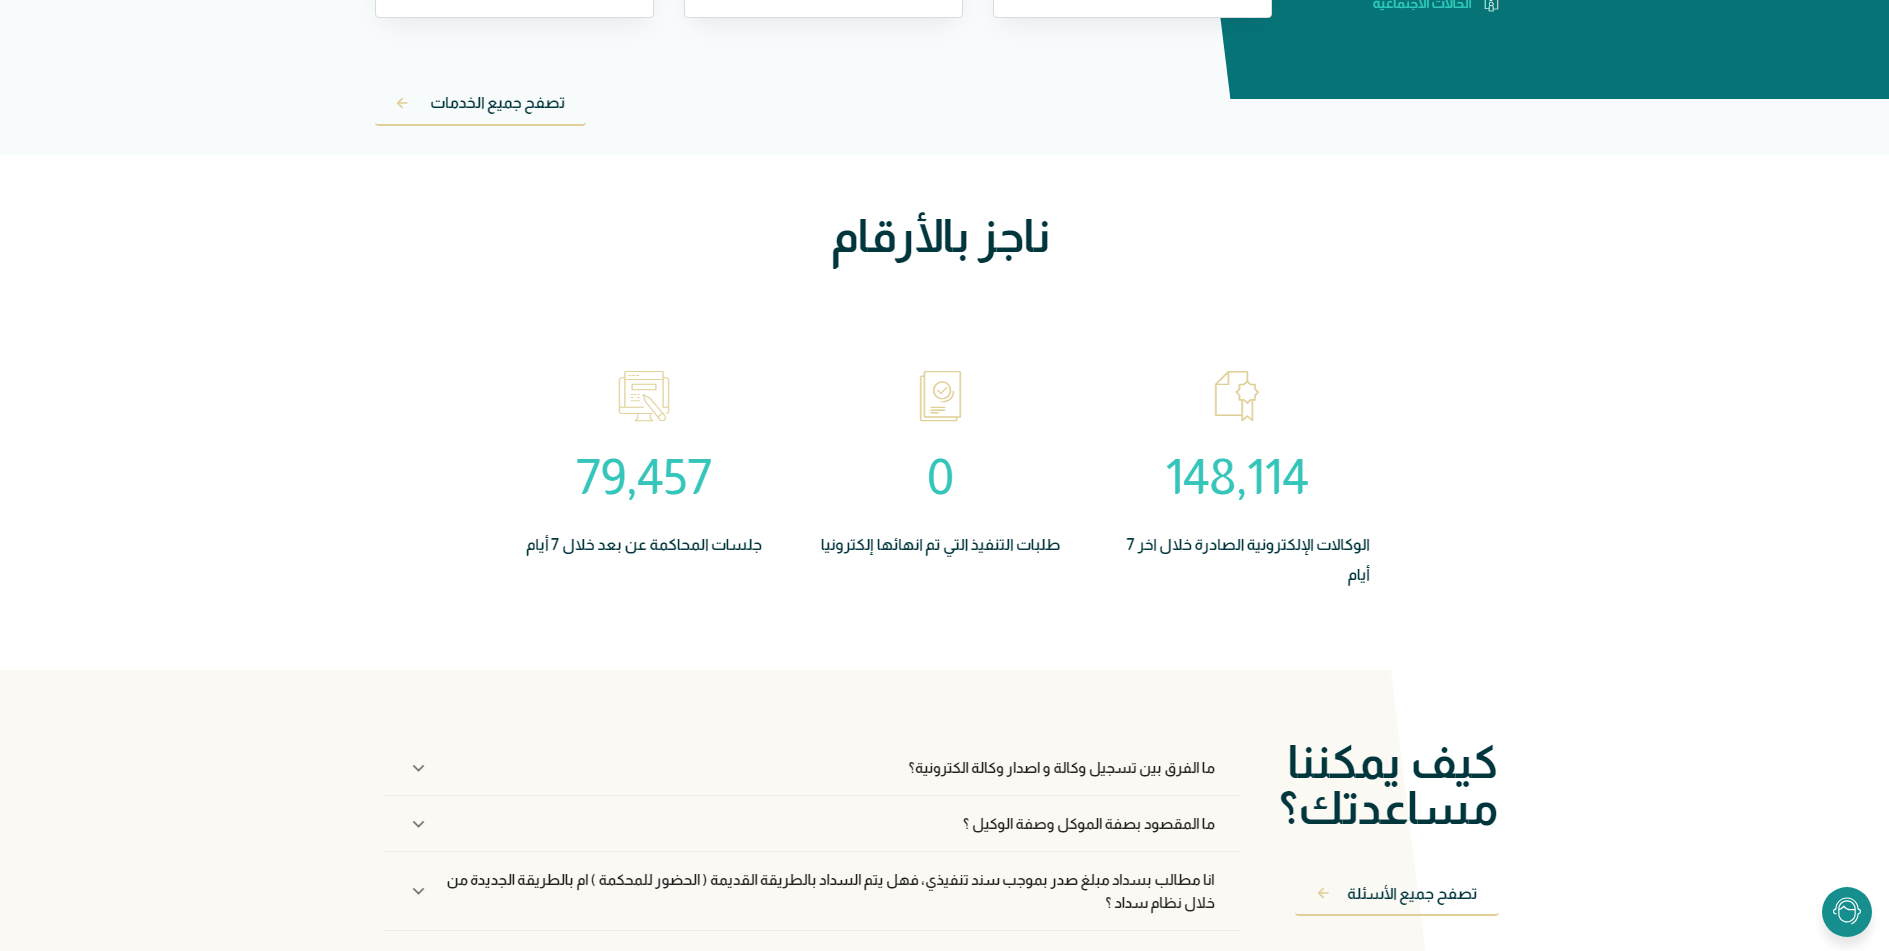 الحالات الاجتماعية
تصفح جميع الخدمات
ناجز بالأرقام
148,114
0
79,457
الوكالات الإلكترونية الصادرة خلال اخر 7
أيام
طلبات التنفيذ التي تم انهائها إلكترونيا
جلسات المحاكمة عن بعد خلال 7 أيام
كيف يمكننا
مساعدتك؟
تصفح جميع الأسئلة
ما الفرق بين تسجيل وكالة و اصدار وكالة الكترونية؟
ما المقصود بصفة الموكل وصفة الوكيل ؟
انا مطالب بسداد مبلغ صدر بموجب سند تنفيذي، فهل يتم السداد بالطريقة القديمة ( الحضور للمحكمة ) ام بالطريقة الجديدة من
خلال نظام سداد ؟